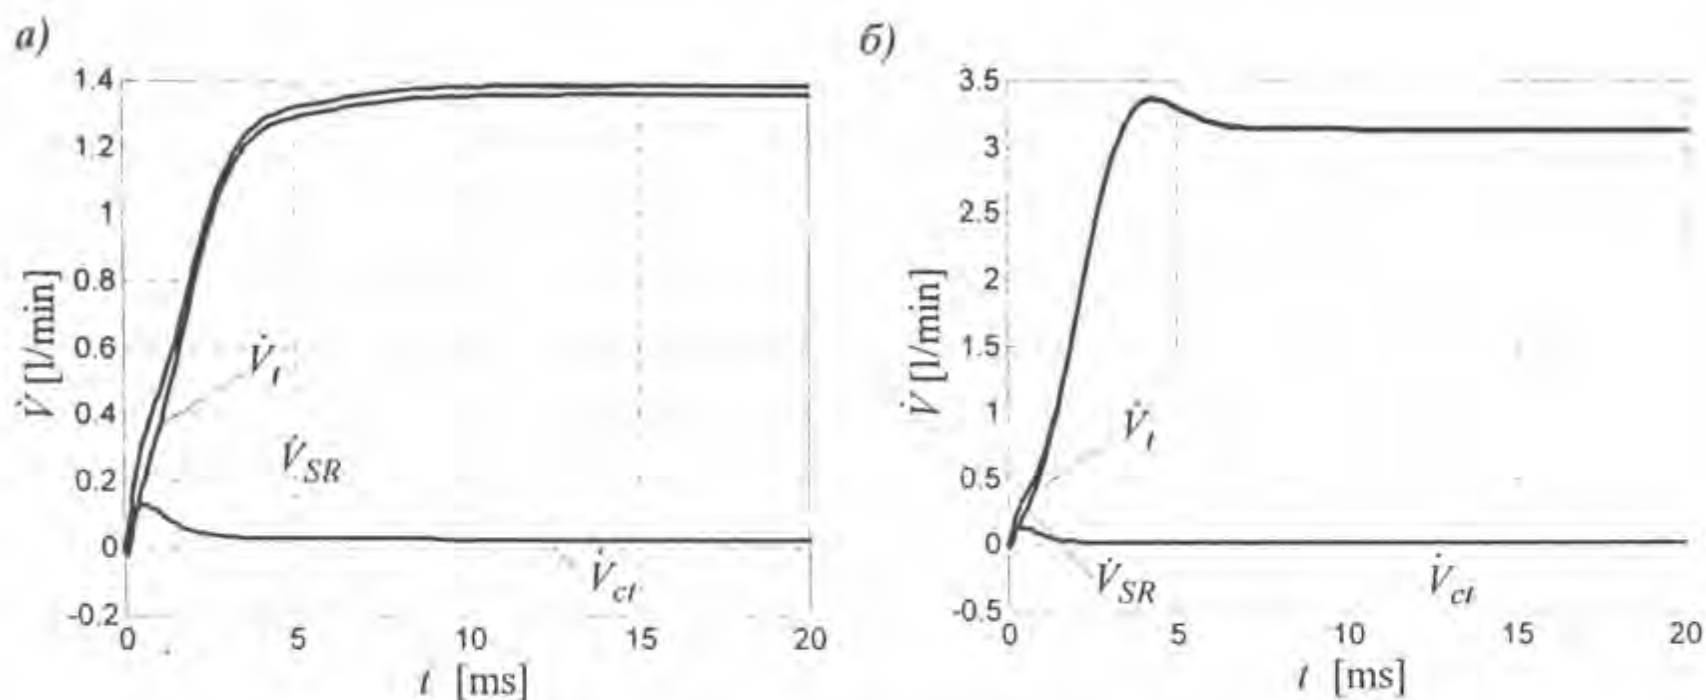 а)
1.4
1.2
1
0.8
0.6
0.4
0.2
0
-0.2
V̇ [l/min]
V̇t
V̇SR
V̇ct
0 5 10 15 20
t [ms]
б)
3.5
3
2.5
2
1.5
1
0.5
0
-0.5
V̇ [l/min]
V̇t
V̇SR
V̇ct
0 5 10 15 20
t [ms]